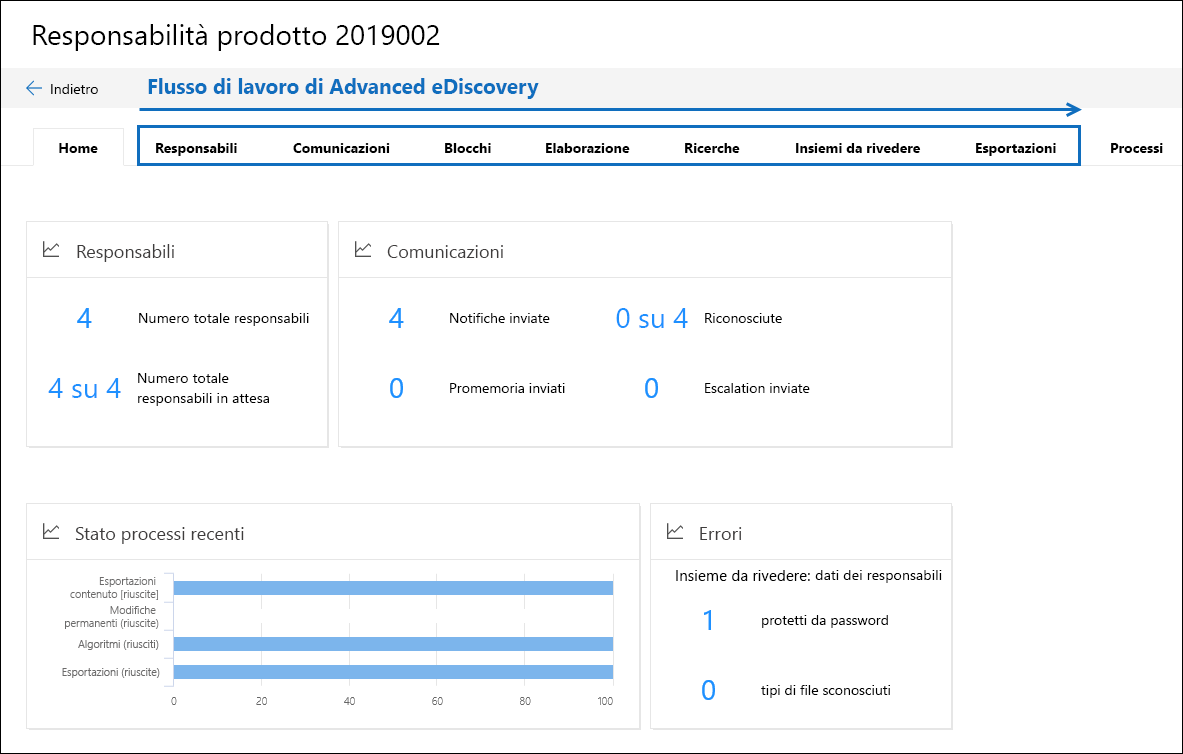 Responsabilità prodotto 2019002
Indietro
Flusso di lavoro di Advanced eDiscovery
Home
Responsabili
Comunicazioni
Blocchi
Elaborazione
Ricerche
Insiemi da rivedere
Esportazioni
Processi
Responsabili
4 Numero totale responsabili
4 su 4 Numero totale
responsabili in attesa
Comunicazioni
4 Notifiche inviate
0 su 4 Riconosciute
0 Promemoria inviati
0 Escalation inviate
Stato processi recenti
Esportazioni
contenuto [riuscite]
Modifiche
permanenti (riuscite)
Algoritmi (riusciti)
Esportazioni (riuscite)
0 20 40 60 80 100
Errori
Insieme da rivedere: dati dei responsabili
1 protetti da password
0 tipi di file sconosciuti